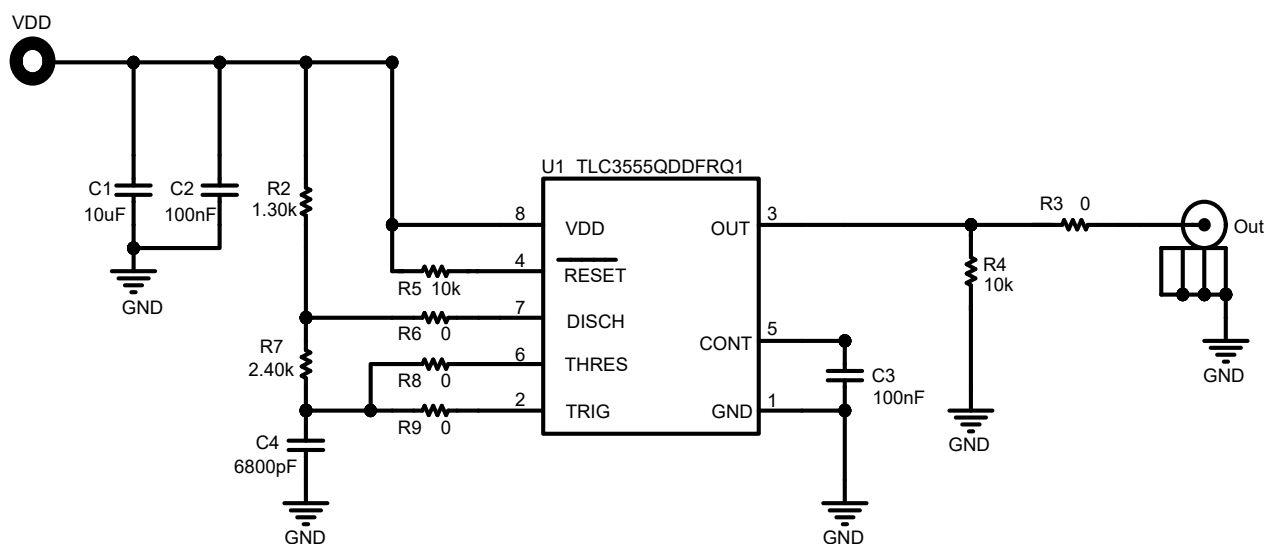 VDD
C1
10uF
C2
100nF
R2
1.30k
R7
2.40k
C4
6800pF
GND
GND
R5 10k
R6 0
R8 0
R9 0
U1 TLC3555QDDFRQ1
8
4
7
6
2
VDD
RESET
DISCH
THRES
TRIG
OUT
CONT
GND
3
5
1
C3
100nF
GND
R4
10k
GND
R3 0
Out
GND